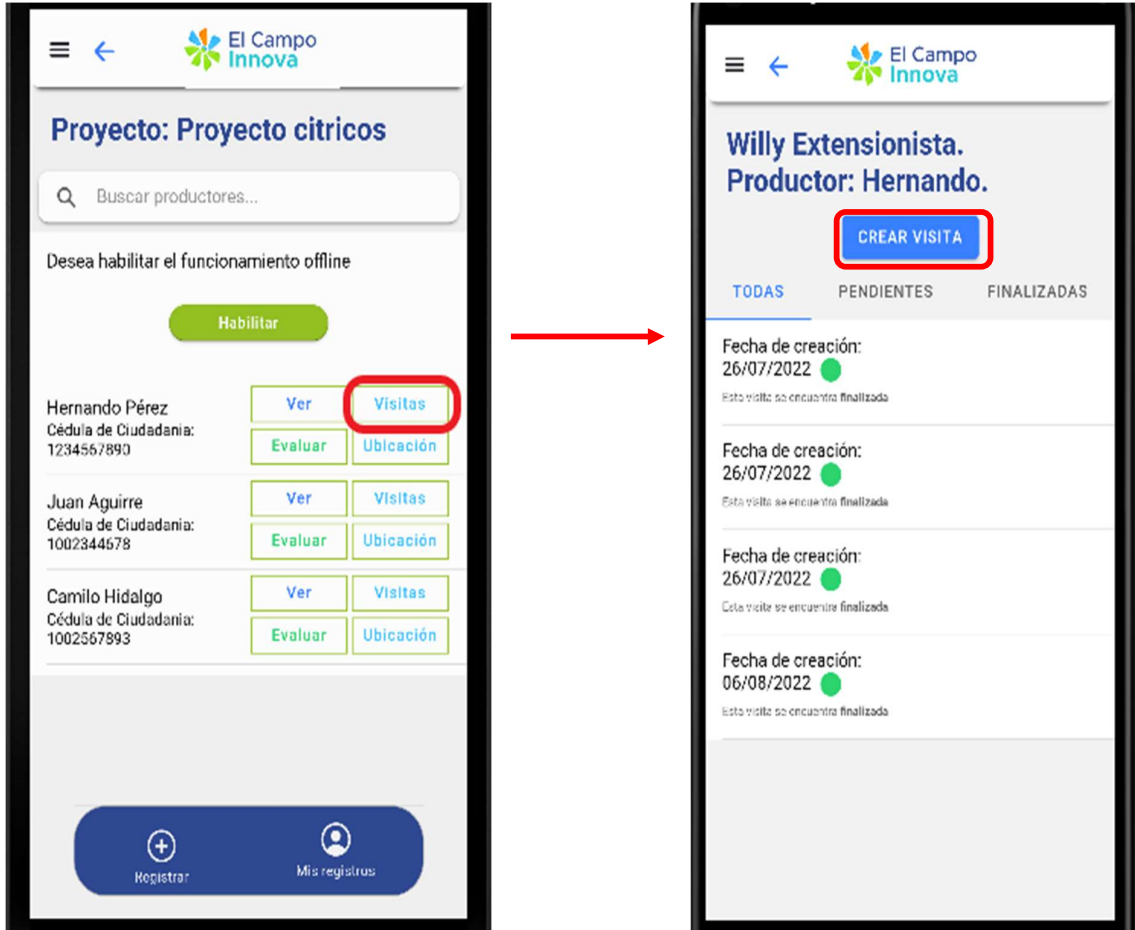 El Campo
Innova
Proyecto: Proyecto citricos
Buscar productores...
Desea habilitar el funcionamiento offline
Habilitar
Hernando Pérez
Cédula de Ciudadania:
1234567890
Ver
Visitas
Evaluar
Ubicación
Juan Aguirre
Cédula de Ciudadania:
1002344678
Ver
Visitas
Evaluar
Ubicación
Camilo Hidalgo
Cédula de Ciudadania:
1002567893
Ver
Visitas
Evaluar
Ubicación
Registrar
Mis registros
El Campo
Innova
Willy Extensionista.
Productor: Hernando.
CREAR VISITA
TODAS
PENDIENTES
FINALIZADAS
Fecha de creación:
26/07/2022
Esta visita se encuentra finalizada
Fecha de creación:
26/07/2022
Esta visita se encuentra finalizada
Fecha de creación:
26/07/2022
Esta visita se encuentra finalizada
Fecha de creación:
06/08/2022
Esta visita se encuentra finalizada